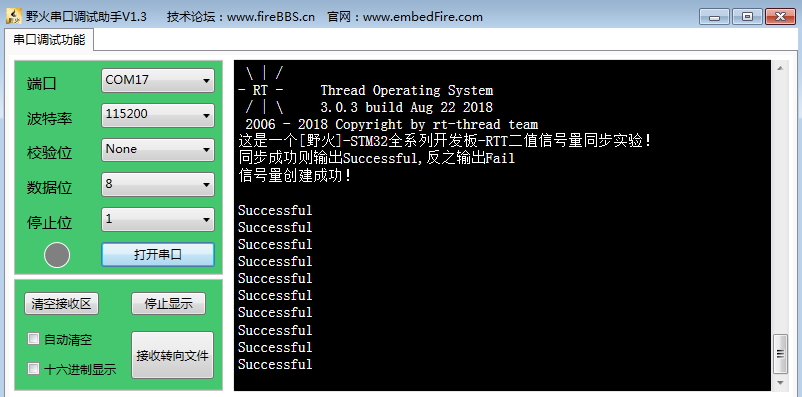 野火串口调试助手V1.3 技术论坛：www.fireBBS.cn 官网：www.embedFire.com
串口调试功能
端口 COM17
波特率 115200
校验位 None
数据位 8
停止位 1
打开串口
清空接收区 停止显示
自动清空
十六进制显示
接收转向文件
\ | /
- RT - Thread Operating System
/ | \ 3.0.3 build Aug 22 2018
2006 - 2018 Copyright by rt-thread team
这是一个[野火]-STM32全系列开发板-RTT二值信号量同步实验！
同步成功则输出Successful,反之输出Fail
信号量创建成功！
Successful
Successful
Successful
Successful
Successful
Successful
Successful
Successful
Successful
Successful